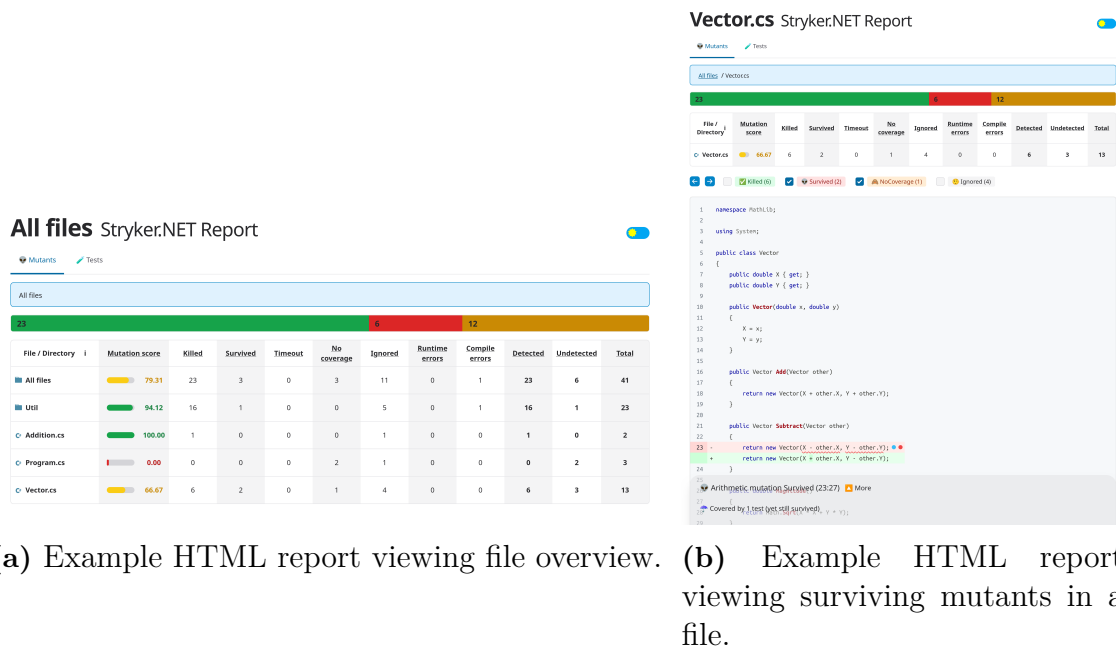 All files Stryker.NET Report
Mutants Tests
All files
23 6 12
File / Directory i Mutation score Killed Survived Timeout No coverage Ignored Runtime errors Compile errors Detected Undetected Total
All files 79.31 23 3 0 3 11 0 1 23 6 41
Util 94.12 16 1 0 0 5 0 1 16 1 23
Addition.cs 100.00 1 0 0 0 1 0 0 1 0 2
Program.cs 0.00 0 0 0 2 1 0 0 0 2 3
Vector.cs 66.67 6 2 0 1 4 0 0 6 3 13
a) Example HTML report viewing file overview.
Vector.cs Stryker.NET Report
Mutants Tests
All files / Vector.cs
23 6 12
File / Directory i Mutation score Killed Survived Timeout No coverage Ignored Runtime errors Compile errors Detected Undetected Total
Vector.cs 66.67 6 2 0 1 4 0 0 6 3 13
Killed (6) Survived (2) NoCoverage (1) Ignored (4)
1 namespace MathLib;
2
3 using System;
4
5 public class Vector
6 {
7 public double X { get; }
8 public double Y { get; }
9
10 public Vector(double x, double y)
11 {
12 X = x;
13 Y = y;
14 }
15
16 public Vector Add(Vector other)
17 {
18 return new Vector(X + other.X, Y + other.Y);
19 }
20
21 public Vector Subtract(Vector other)
22 {
23 - return new Vector(X - other.X, Y - other.Y);
+ return new Vector(X + other.X, Y - other.Y);
24 }
Arithmetic mutation Survived (23:27) More
Covered by 1 test (yet still survived)
(b) Example HTML report
viewing surviving mutants in a
file.